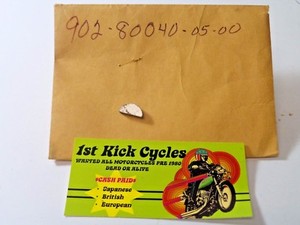 902-80040-05-00
1st Kick Cycles
WANTED ALL MOTORCYCLES PRE 1980
DEAD OR ALIVE
*CASH PAID*
Japanese
British
European